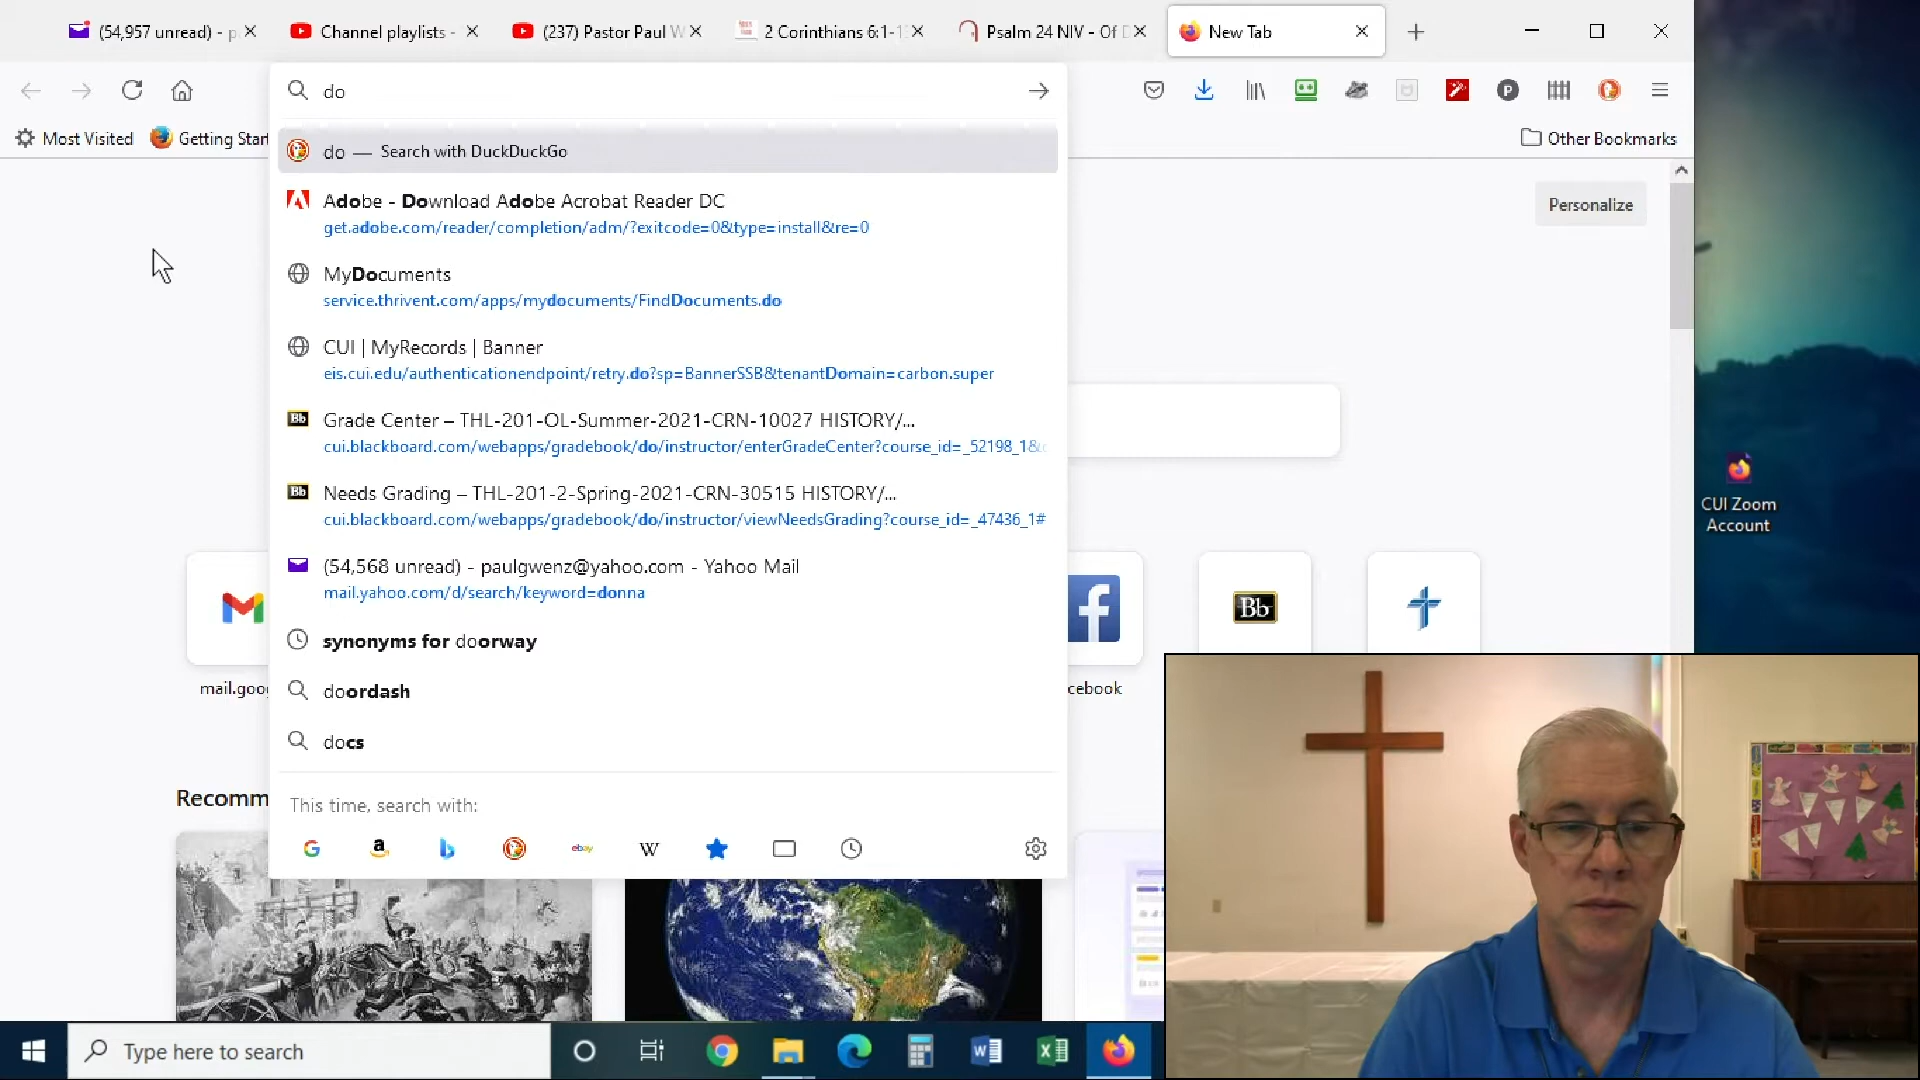 (54,957 unread) - p
Channel playlists -
(237) Pastor Paul W
2 Corinthians 6:1-1
Psalm 24 NIV - Of D
New Tab
do
Most Visited
Getting Start
Other Bookmarks
do — Search with DuckDuckGo
Personalize
Adobe - Download Adobe Acrobat Reader DC
get.adobe.com/reader/completion/adm/?exitcode=0&type=install&re=0
MyDocuments
service.thrivent.com/apps/mydocuments/FindDocuments.do
CUI | MyRecords | Banner
eis.cui.edu/authenticationendpoint/retry.do?sp=BannerSSB&tenantDomain=carbon.super
Bb
Grade Center – THL-201-OL-Summer-2021-CRN-10027 HISTORY/...
cui.blackboard.com/webapps/gradebook/do/instructor/enterGradeCenter?course_id=_52198_1&
Bb
Needs Grading – THL-201-2-Spring-2021-CRN-30515 HISTORY/...
cui.blackboard.com/webapps/gradebook/do/instructor/viewNeedsGrading?course_id=_47436_1#
CUI Zoom
Account
(54,568 unread) - paulgwenz@yahoo.com - Yahoo Mail
mail.yahoo.com/d/search/keyword=donna
Bb
synonyms for doorway
mail.goog
doordash
cebook
docs
Recomm
This time, search with:
ebay
W
Type here to search